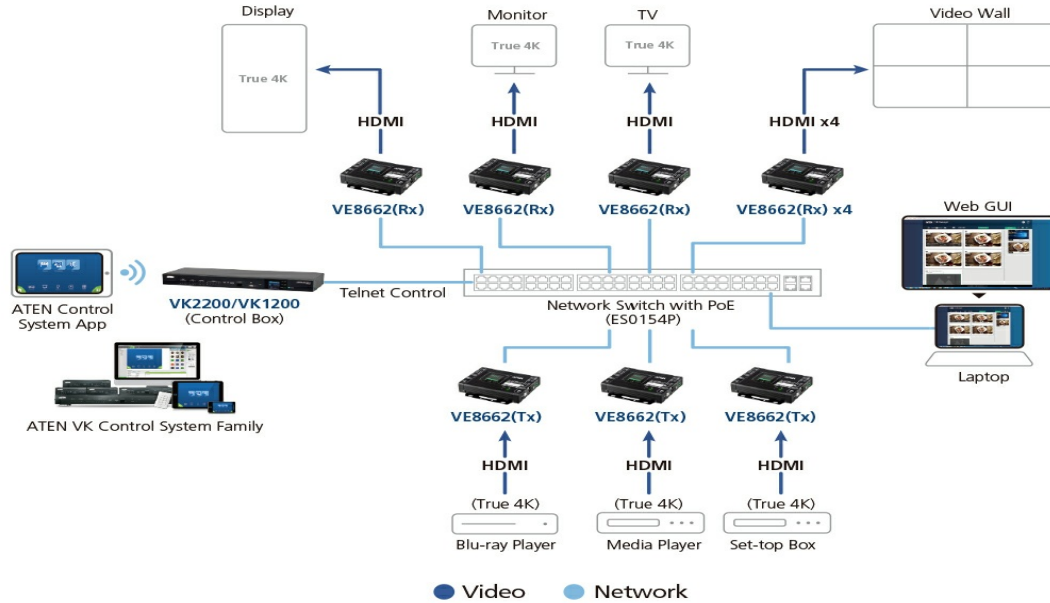 Display
Monitor
TV
Video Wall
True 4K
True 4K
True 4K
HDMI
HDMI
HDMI
HDMI x4
VE8662(Rx)
VE8662(Rx)
VE8662(Rx)
VE8662(Rx) x4
Web GUI
ATEN Control
System App
VK2200/VK1200
(Control Box)
Telnet Control
Network Switch with PoE
(ES0154P)
Laptop
ATEN VK Control System Family
VE8662(Tx)
VE8662(Tx)
VE8662(Tx)
HDMI
HDMI
HDMI
(True 4K)
(True 4K)
(True 4K)
Blu-ray Player
Media Player
Set-top Box
Video
Network